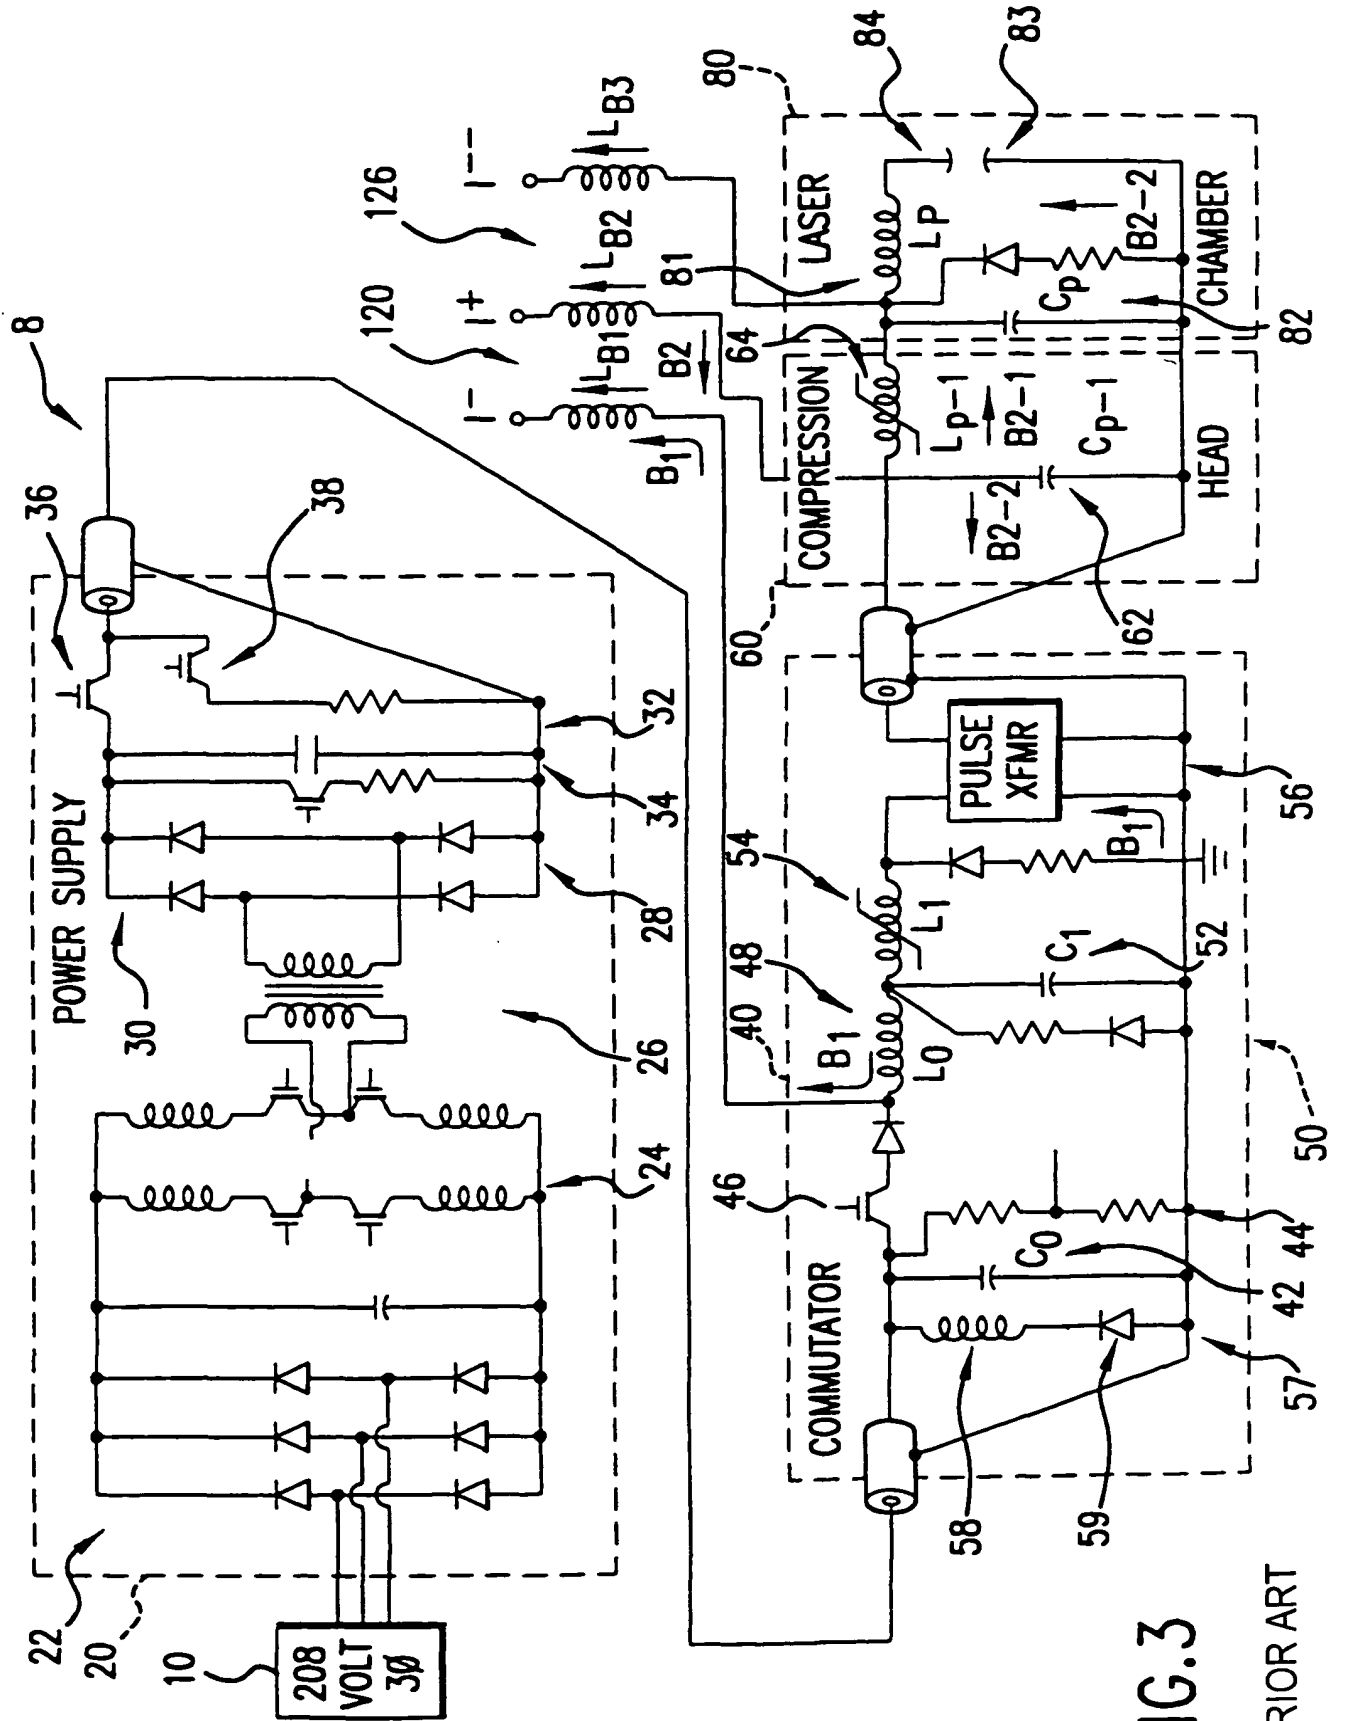 8
36
38
POWER SUPPLY
30
32
34
28
26
24
22
20
10
208
VOLT
3Ø
120
126
I-
I+
I--
LB1
LB2
LB3
B1
B2
COMMUTATOR
46
40
B1
48
54
L0
L1
C0
C1
52
B1
PULSE
XFMR
56
50
44
42
57
58
59
60
COMPRESSION
HEAD
64
Lp-1
B2-1
Cp-1
B2-2
62
80
LASER
CHAMBER
81
LP
Cp
B2-2
82
83
84
IG.3
RIOR ART